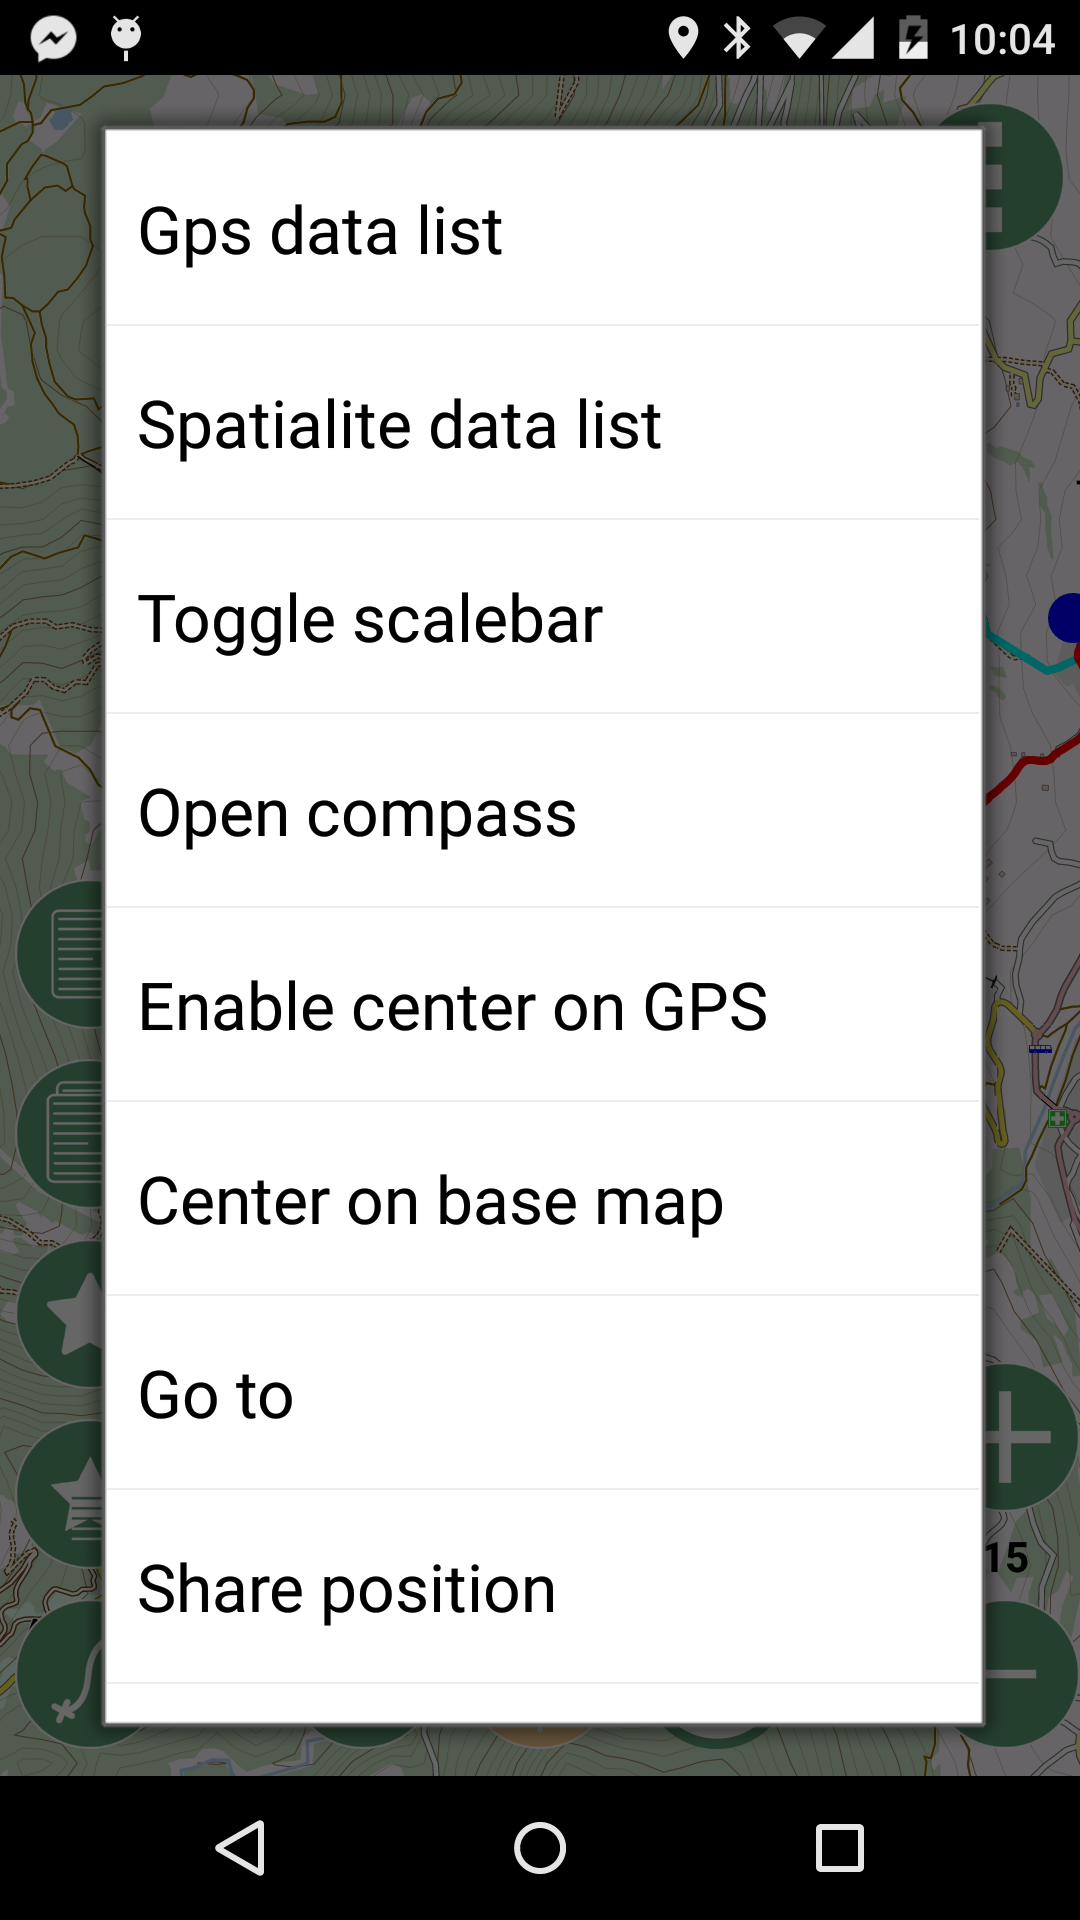 10:04
Gps data list
Spatialite data list
Toggle scalebar
Open compass
Enable center on GPS
Center on base map
Go to
Share position
15